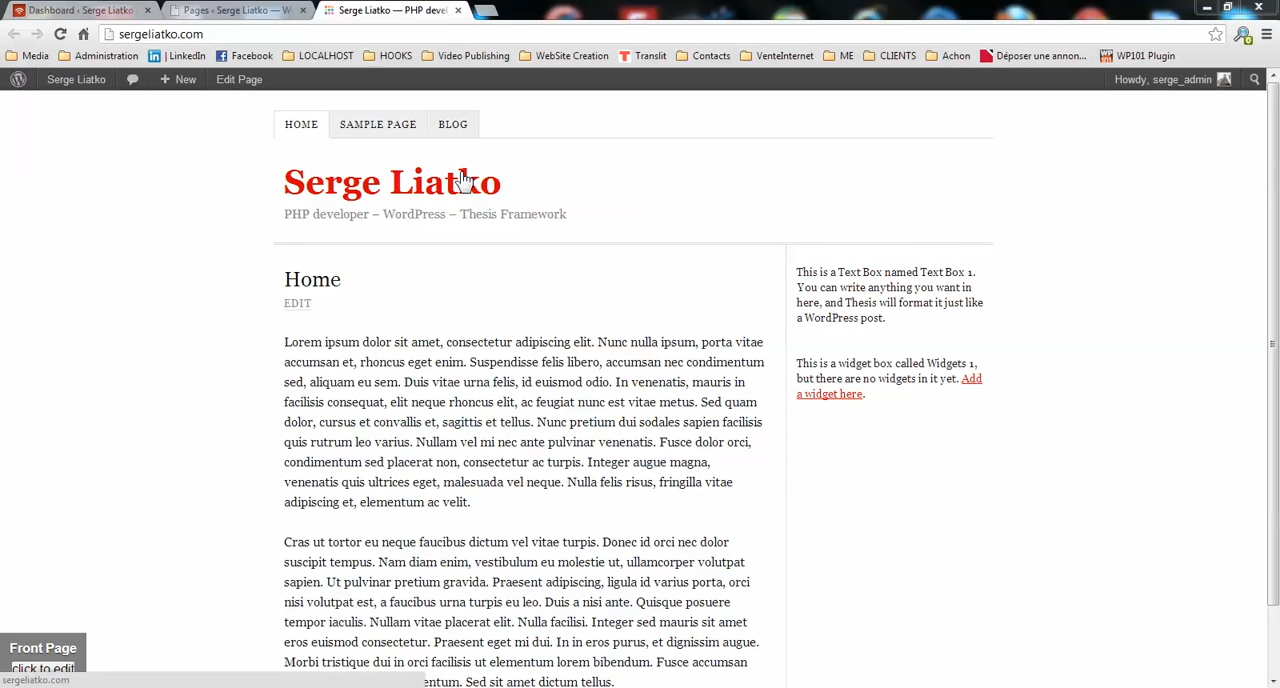 Dashboard ‹ Serge Liatko
Pages ‹ Serge Liatko — W
Serge Liatko — PHP devel
sergeliatko.com
Media
Administration
LinkedIn
Facebook
LOCALHOST
HOOKS
Video Publishing
WebSite Creation
Translit
Contacts
VenteInternet
ME
CLIENTS
Achon
Déposer une annon...
WP101 Plugin
Serge Liatko
New
Edit Page
Howdy, serge_admin
HOME
SAMPLE PAGE
BLOG
Serge Liatko
PHP developer – WordPress – Thesis Framework
Home
EDIT
Lorem ipsum dolor sit amet, consectetur adipiscing elit. Nunc nulla ipsum, porta vitae
accumsan et, rhoncus eget enim. Suspendisse felis libero, accumsan nec condimentum
sed, aliquam eu sem. Duis vitae urna felis, id euismod odio. In venenatis, mauris in
facilisis consequat, elit neque rhoncus elit, ac feugiat nunc est vitae metus. Sed quam
dolor, cursus et convallis et, sagittis et tellus. Nunc pretium dui sodales sapien facilisis
quis rutrum leo varius. Nullam vel mi nec ante pulvinar venenatis. Fusce dolor orci,
condimentum sed placerat non, consectetur ac turpis. Integer augue magna,
venenatis quis ultrices eget, malesuada vel neque. Nulla felis risus, fringilla vitae
adipiscing et, elementum ac velit.
Cras ut tortor eu neque faucibus dictum vel vitae turpis. Donec id orci nec dolor
suscipit tempus. Nam diam enim, vestibulum eu molestie ut, ullamcorper volutpat
sapien. Ut pulvinar pretium gravida. Praesent adipiscing, ligula id varius porta, orci
nisi volutpat est, a faucibus urna turpis eu leo. Duis a nisi ante. Quisque posuere
tempor iaculis. Nullam vitae placerat elit. Nulla facilisi. Integer sed mauris sit amet
eros euismod consectetur. Praesent eget mi dui. In in eros purus, et dignissim augue.
Morbi tristique dui in orci facilisis ut elementum lorem bibendum. Fusce accumsan
entum. Sed sit amet dictum tellus.
This is a Text Box named Text Box 1.
You can write anything you want in
here, and Thesis will format it just like
a WordPress post.
This is a widget box called Widgets 1,
but there are no widgets in it yet. Add
a widget here.
Front Page
click to edit
sergeliatko.com